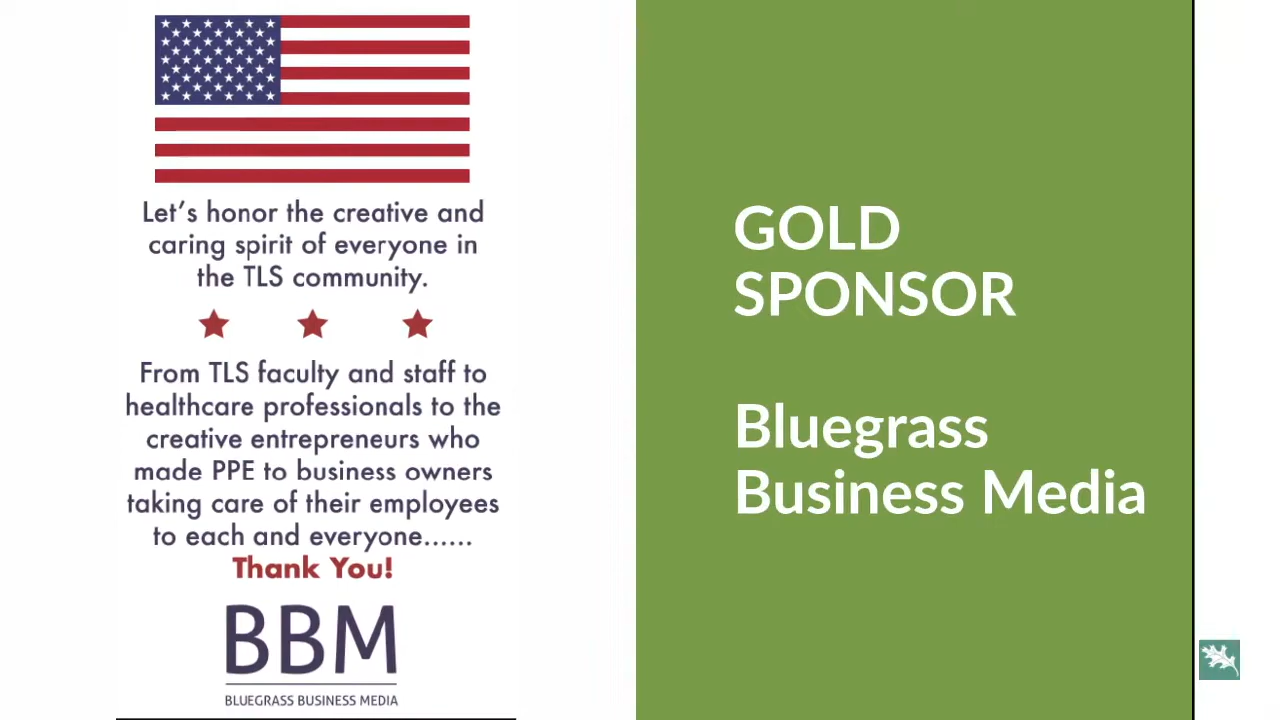 Let's honor the creative and
caring spirit of everyone in
the TLS community.
From TLS faculty and staff to
healthcare professionals to the
creative entrepreneurs who
made PPE to business owners
taking care of their employees
to each and everyone......
Thank You!
BBM
BLUEGRASS BUSINESS MEDIA
GOLD
SPONSOR
Bluegrass
Business Media